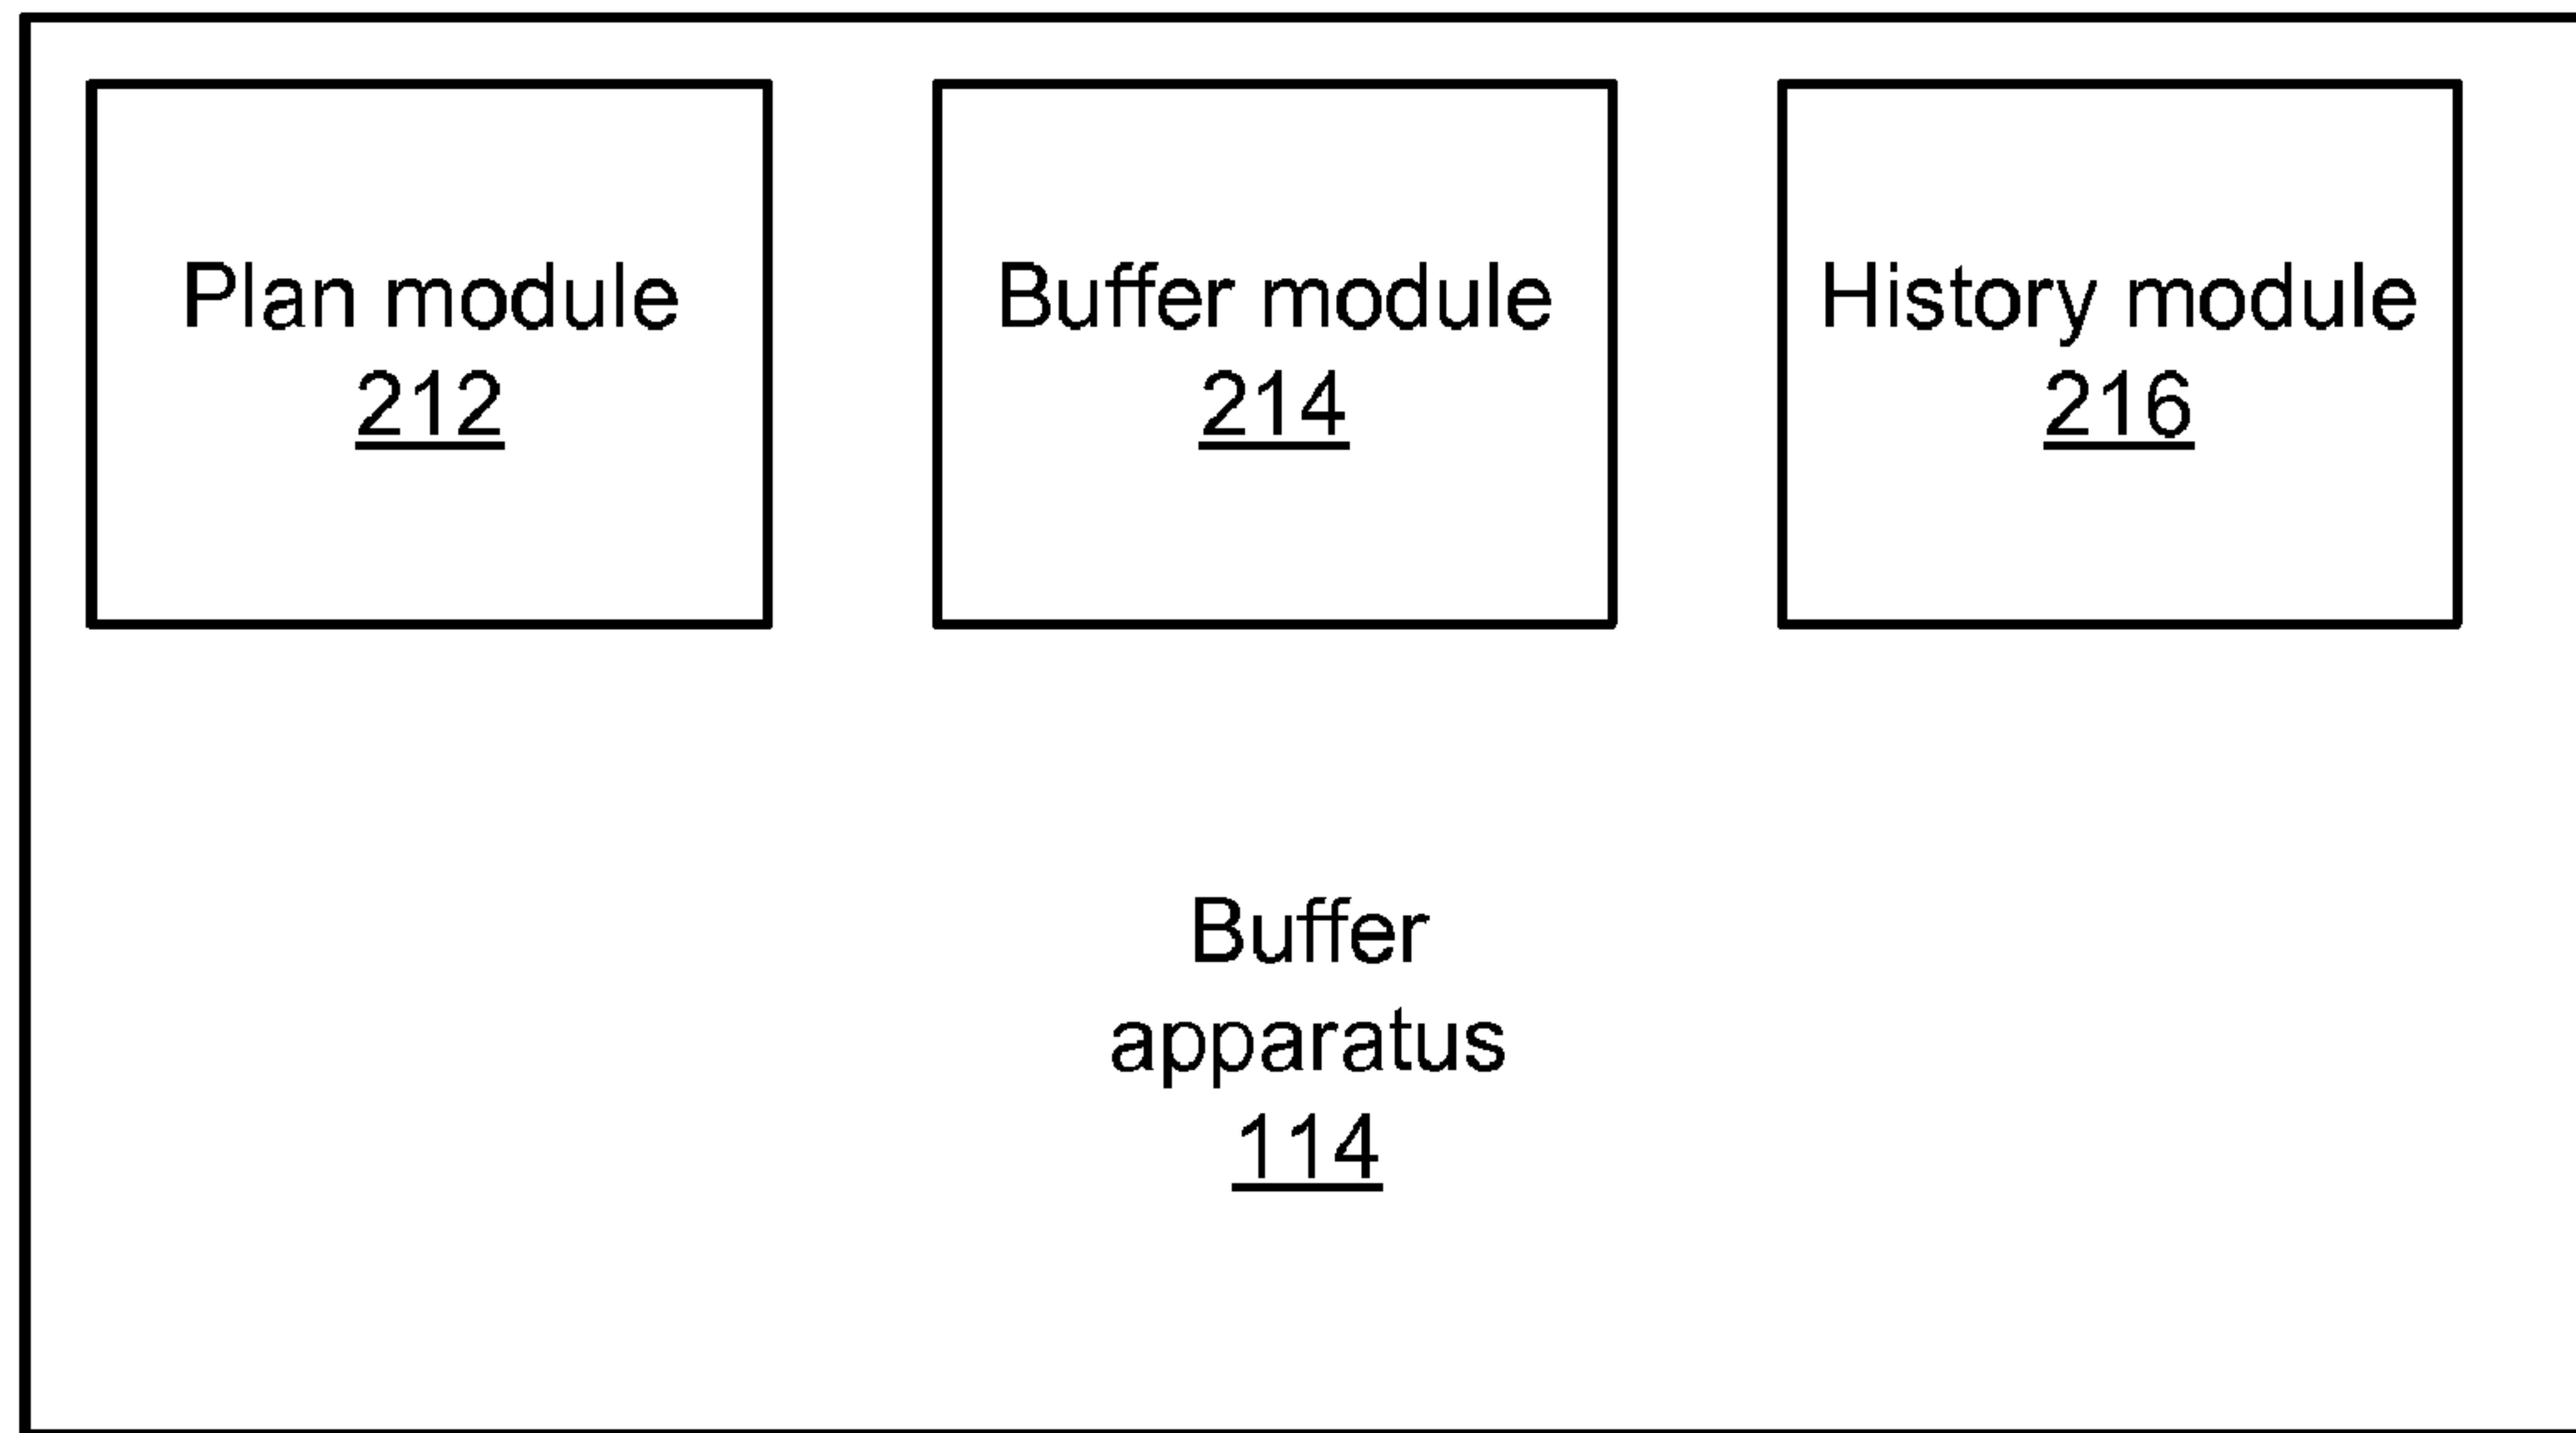 Plan module
212
Buffer module
214
History module
216
Buffer
apparatus
114